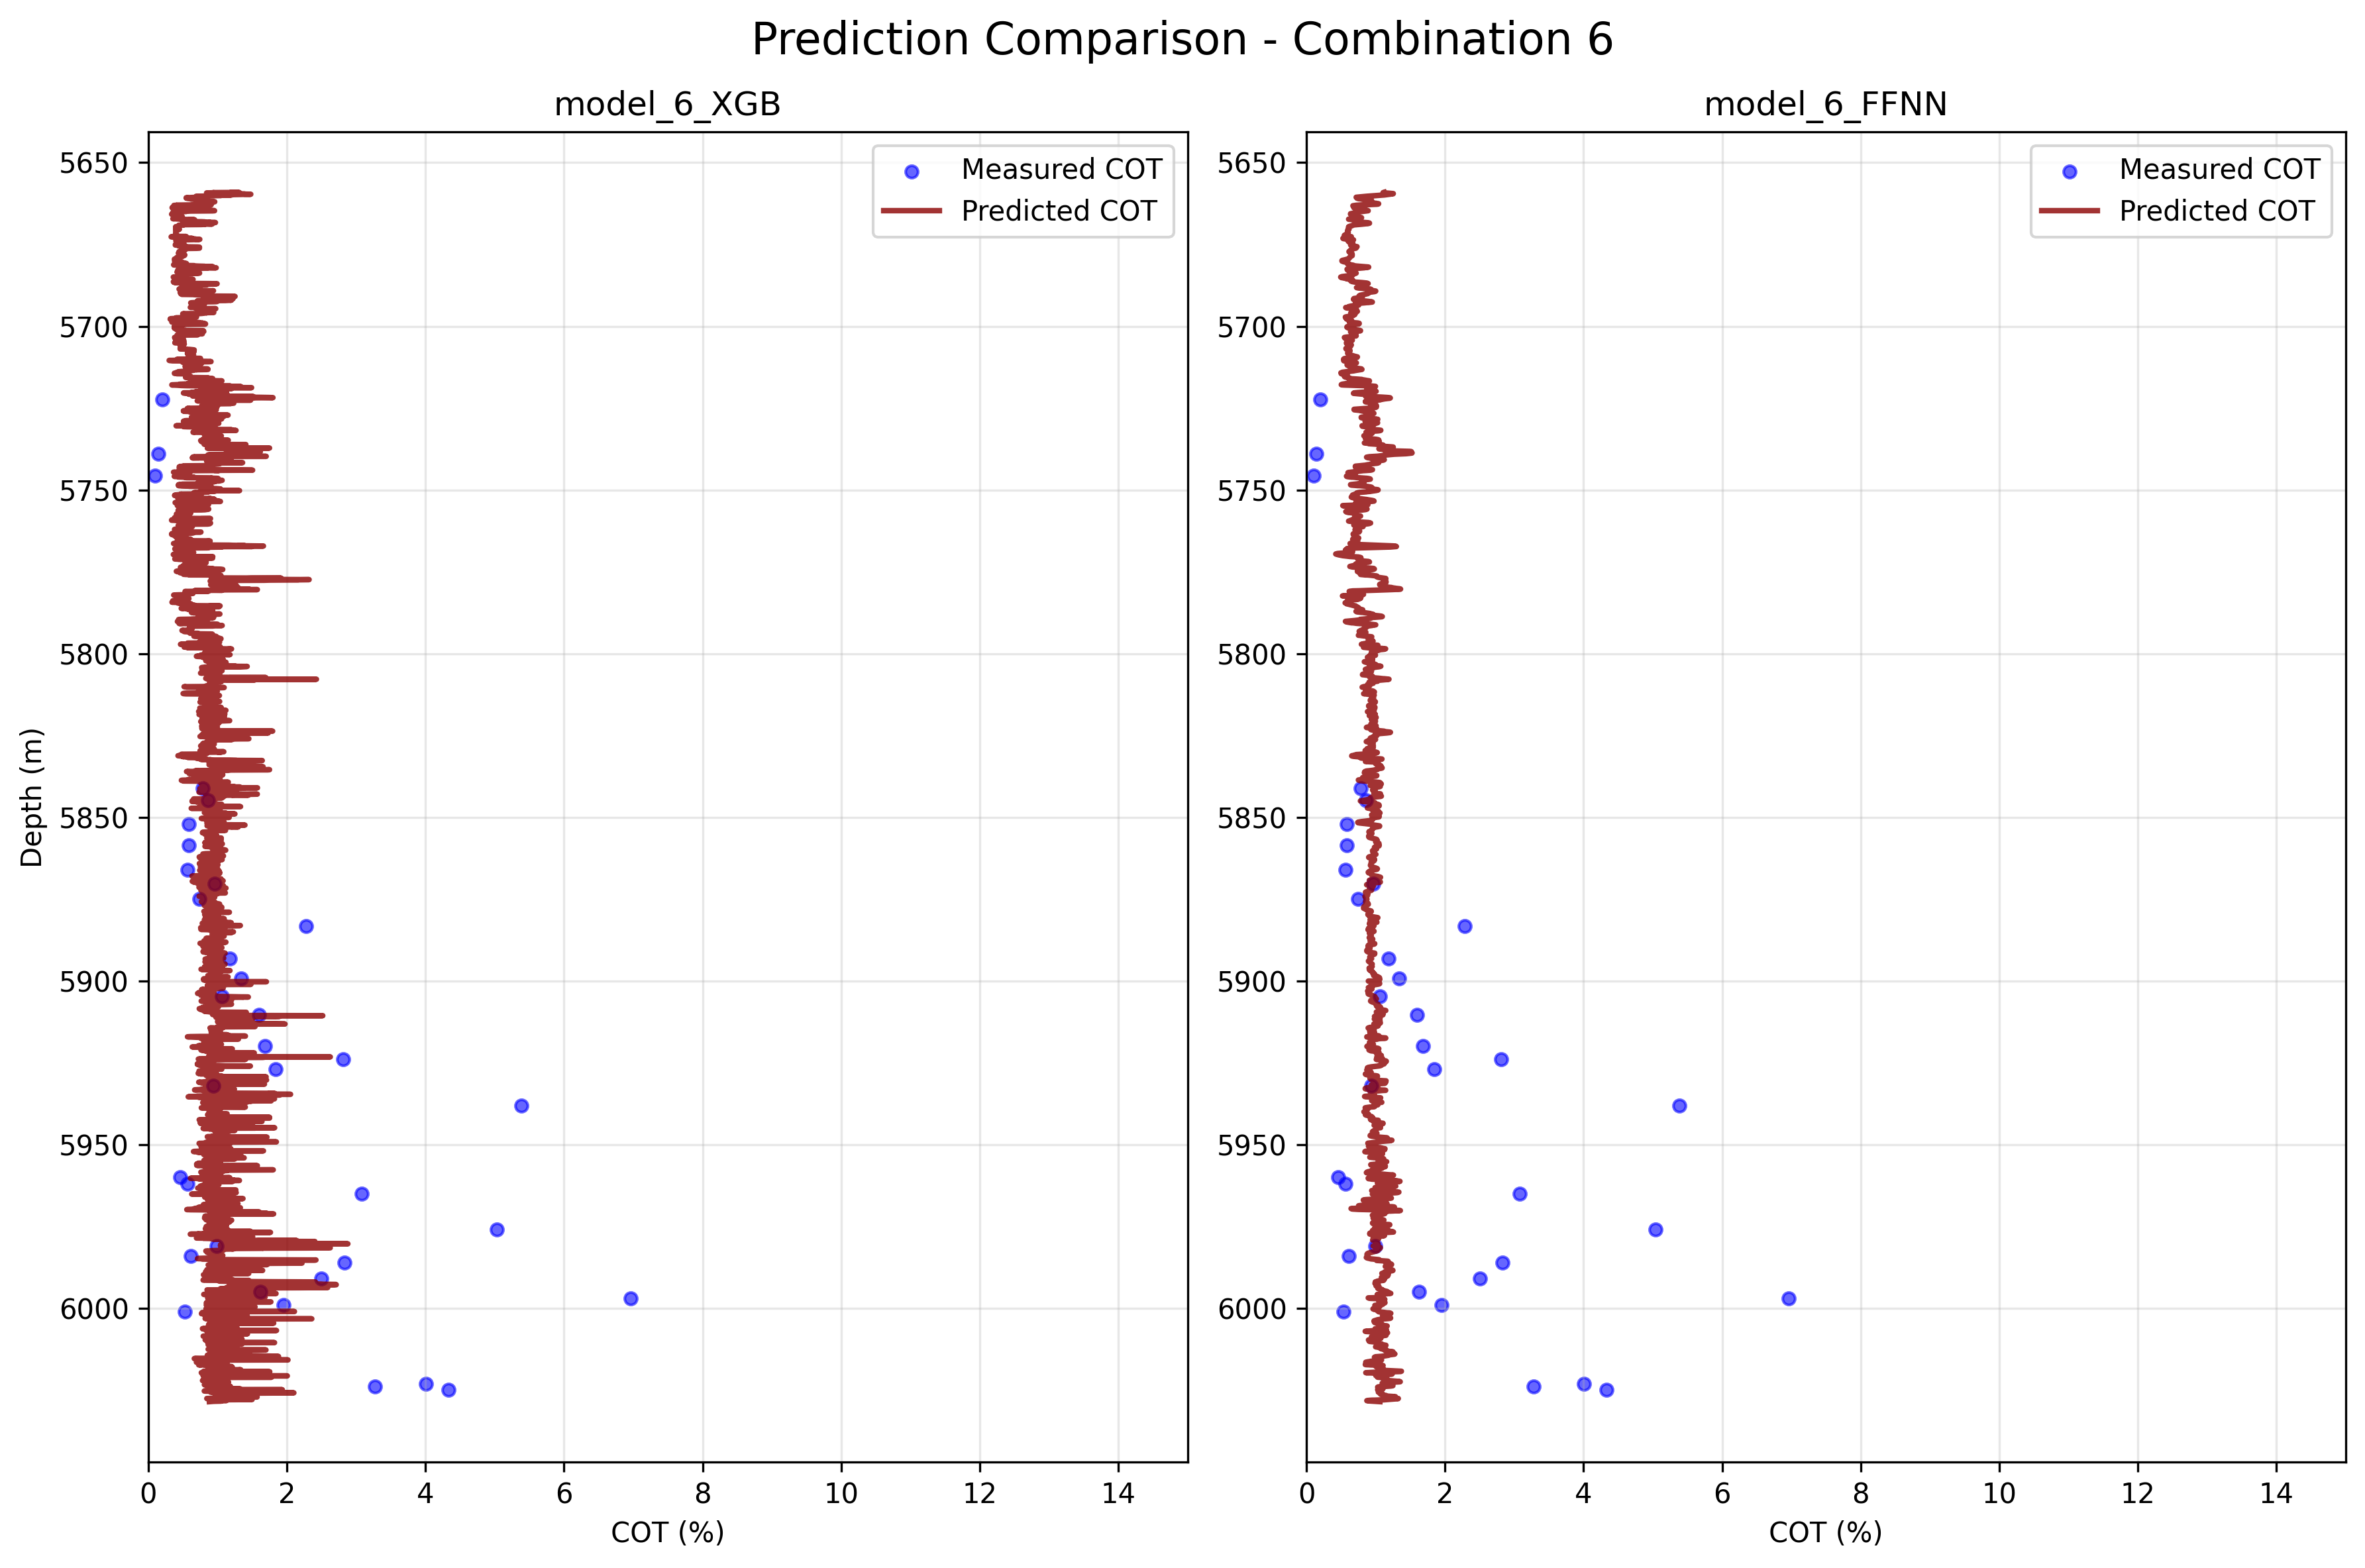 Prediction Comparison - Combination 6
model_6_XGB
Measured COT
Predicted COT
5650
5700
5750
5800
5850
5900
5950
6000
Depth (m)
0 2 4 6 8 10 12 14
COT (%)
model_6_FFNN
Measured COT
Predicted COT
5650
5700
5750
5800
5850
5900
5950
6000
0 2 4 6 8 10 12 14
COT (%)